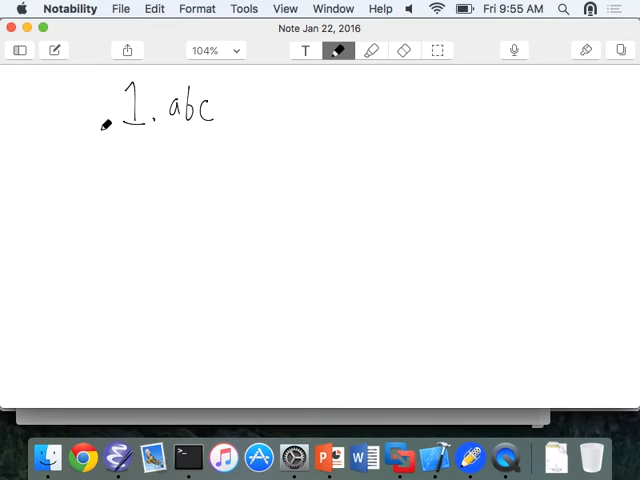 Notability File Edit Format Tools View Window Help Fri 9:55 AM
Note Jan 22, 2016
104% T
1. abc